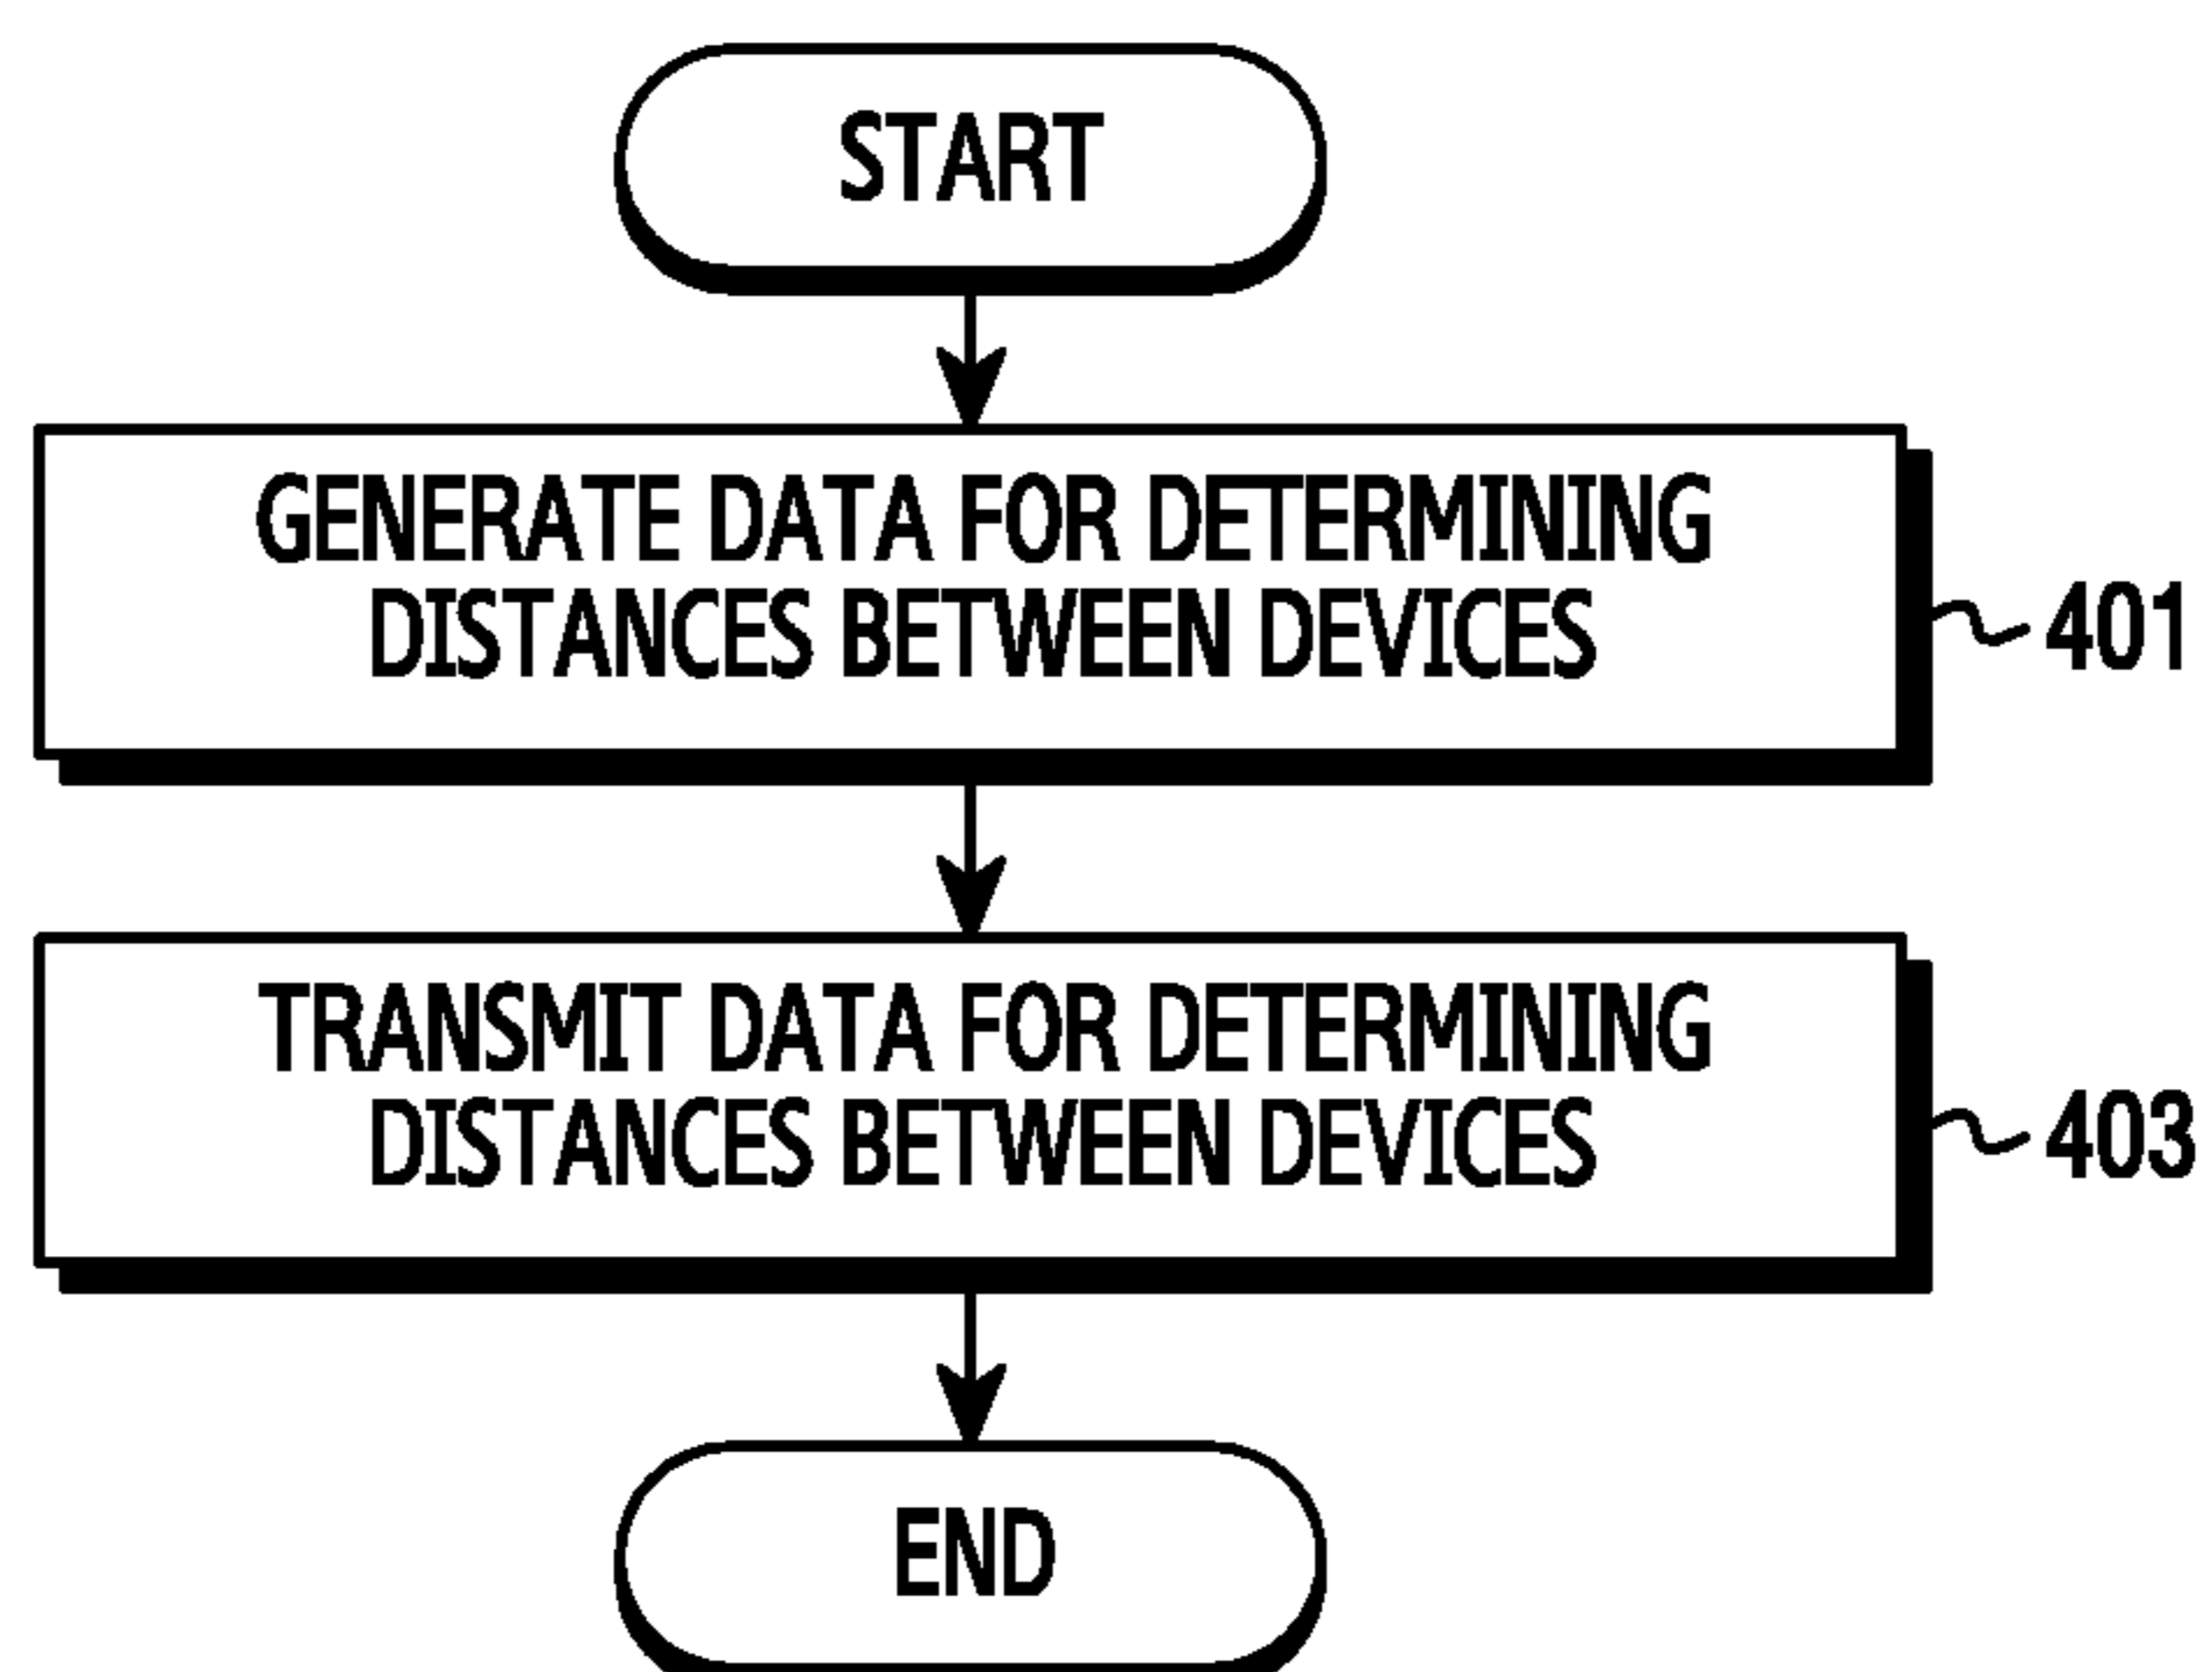 START
GENERATE DATA FOR DETERMINING
DISTANCES BETWEEN DEVICES
401
TRANSMIT DATA FOR DETERMINING
DISTANCES BETWEEN DEVICES
403
END